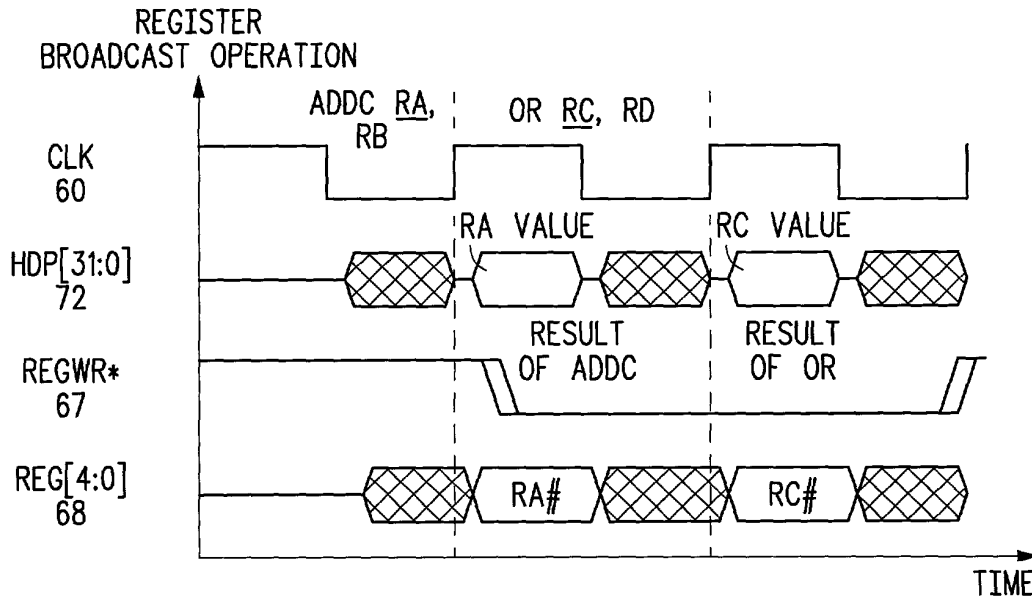 REGISTER
BROADCAST OPERATION
ADDC RA,
RB
OR RC, RD
CLK
60
RA VALUE
RC VALUE
HDP[31:0]
72
RESULT
OF ADDC
RESULT
OF OR
REGWR*
67
REG[4:0]
68
RA#
RC#
TIME